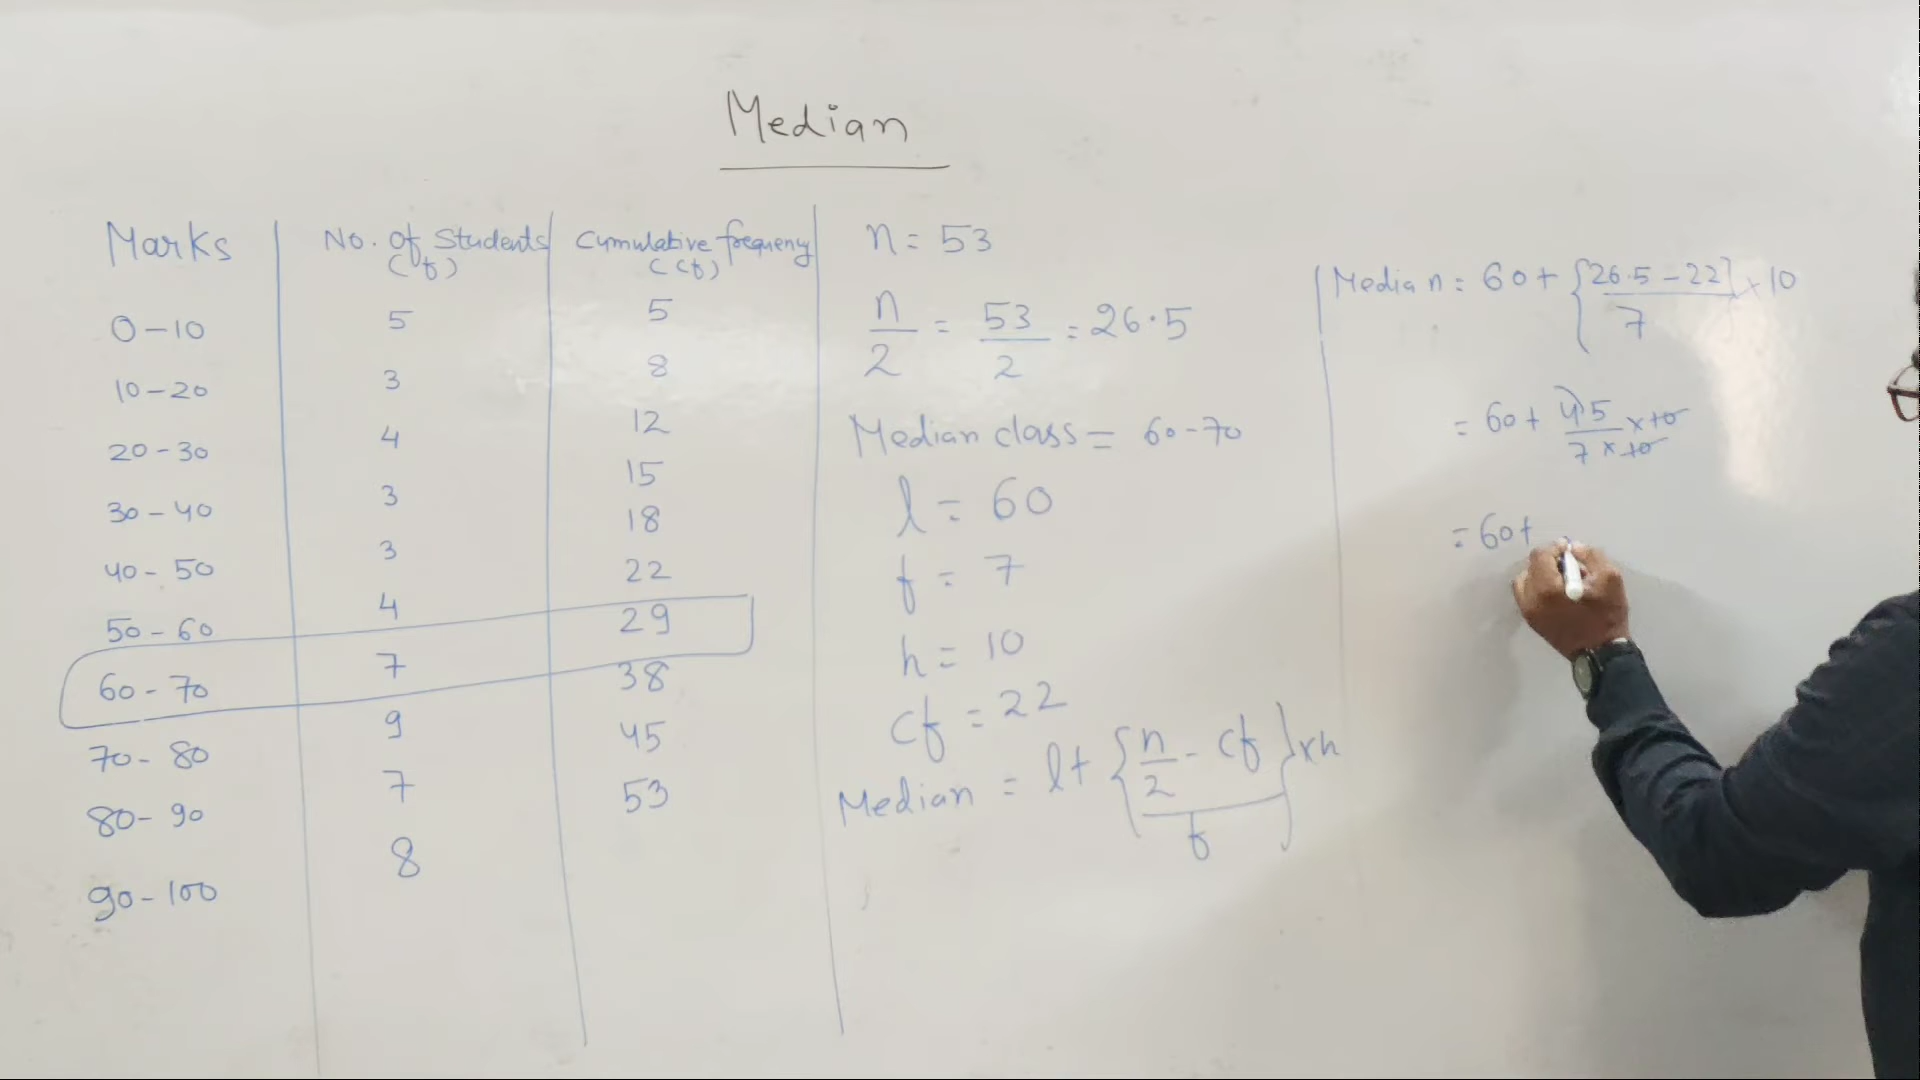 Median
Marks No. of Students (f) Cumulative frequeny (cf)
0-10 5 5
10-20 3 8
20-30 4 12
30-40 3 15
40-50 3 18
50-60 4 22
60-70 7 29
70-80 9 38
80-90 7 45
90-100 8 53
n = 53
n/2 = 53/2 = 26.5
Median class = 60-70
l = 60
f = 7
h = 10
cf = 22
Median = l+ {n/2 - cf / f} x h
Median = 60+ {26.5-22] / 7 x 10
= 60+ 45 x 10 / 7 x 10
= 60+